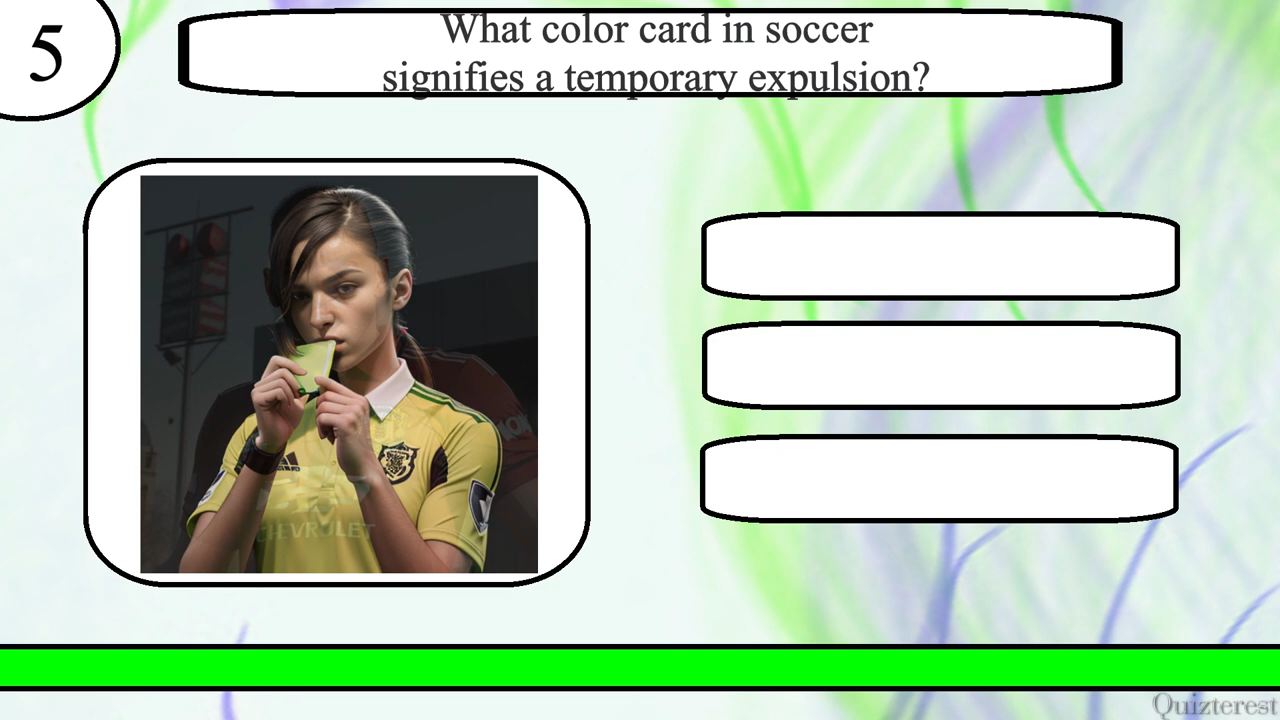 5
What color card in soccer
signifies a temporary expulsion?
CHEVROLET
Quizterest